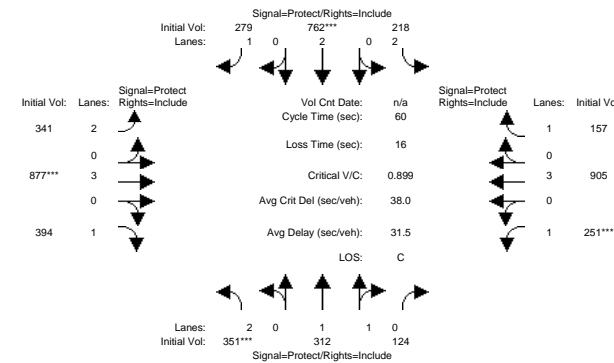 Signal=Protect/Rights=Include
Initial Vol: 279 762*** 218
Lanes: 1 0 2 0 2
Signal=Protect Signal=Protect
Initial Vol: Lanes: Rights=Include Vol Cnt Date: n/a Rights=Include Lanes: Initial Vo
Cycle Time (sec): 60
341 2 1 157
Loss Time (sec): 16
0 0
877*** 3 Critical V/C: 0.899 3 905
0 Avg Crit Del (sec/veh): 38.0 0
394 1 Avg Delay (sec/veh): 31.5 1 251***
LOS: C
Lanes: 2 0 1 1 0
Initial Vol: 351*** 312 124
Signal=Protect/Rights=Include